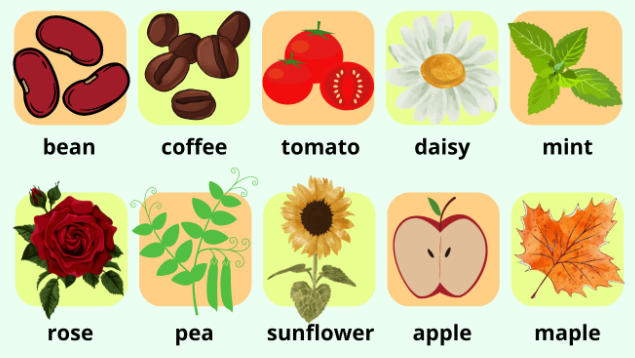 bean coffee tomato daisy mint
rose pea sunflower apple maple